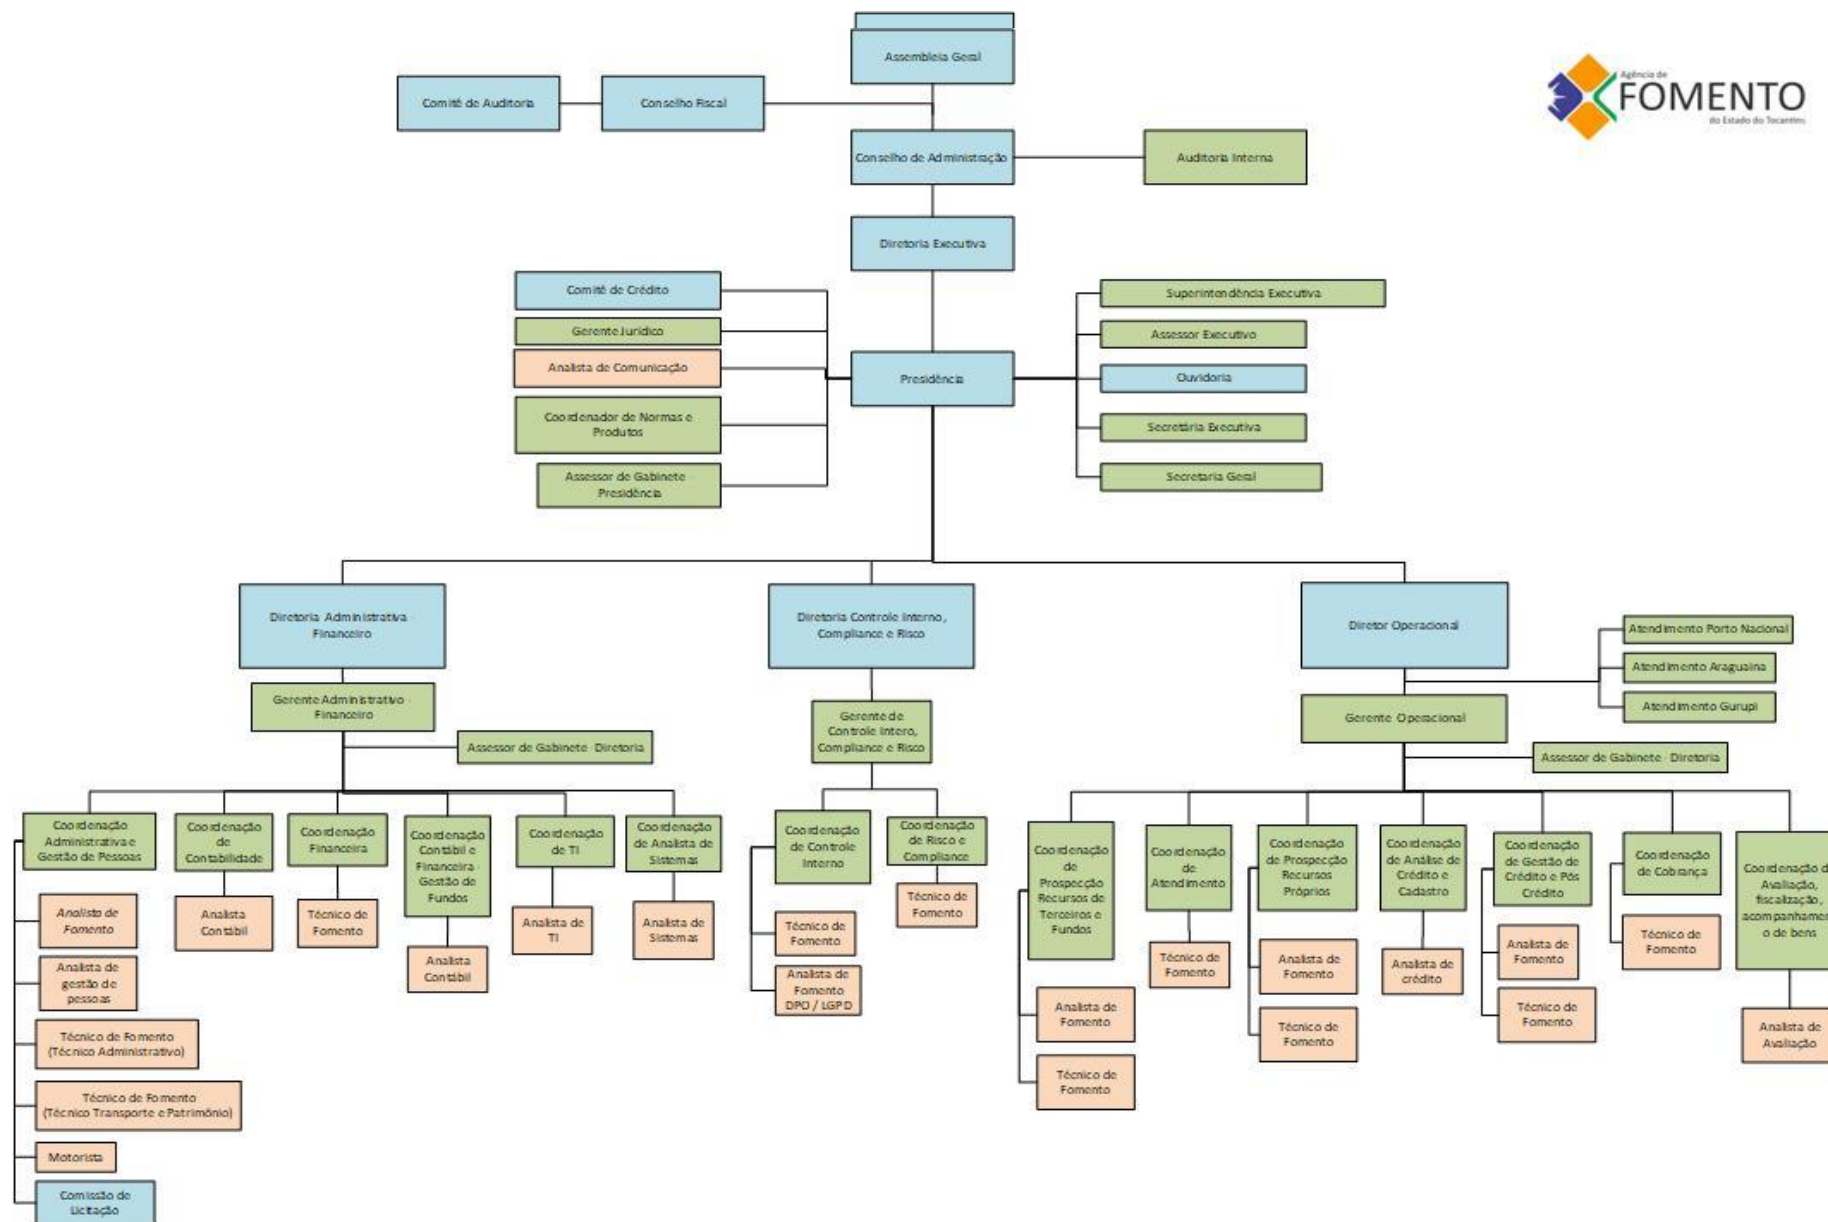 Assembleia Geral
Agência de
FOMENTO
do Estado do Tocantins
Comitê de Auditoria
Conselho Fiscal
Conselho de Administração
Auditoria Interna
Diretoria Executiva
Comitê de Crédito
Superintendência Executiva
Gerente Jurídico
Assessor Executivo
Analista de Comunicação
Presidência
Ouvidoria
Coordenador de Normas e
Produtos
Secretária Executiva
Assessor de Gabinete -
Presidência
Secretaria Geral
Diretoria Administrativa -
Financeiro
Diretoria Controle Interno,
Compliance e Risco
Diretor Operacional
Atendimento Porto Nacional
Atendimento Araguaina
Atendimento Gurupi
Gerente Administrativo -
Financeiro
Gerente de
Controle Intero,
Compliance e Risco
Gerente Operacional
Assessor de Gabinete - Diretoria
Assessor de Gabinete - Diretoria
Coordenação
Administrativa e
Gestão de Pessoas
Coordenação
de
Contabilidade
Coordenação
Financeira
Coordenação
Contábil e
Financeira -
Gestão de
Fundos
Coordenação
de TI
Coordenação
de Analista de
Sistemas
Coordenação
de Controle
Interno
Coordenação
de Risco e
Compliance
Coordenação
de
Prospecção
Recursos de
Terceiros e
Fundos
Coordenação
de
Atendimento
Coordenação
de Prospecção
Recursos
Próprios
Coordenação
de Análise de
Crédito e
Cadastro
Coordenação
de Gestão de
Crédito e Pós
Crédito
Coordenação
de Cobrança
Coordenação d
Avaliação,
fiscalização,
acompanhamen
o de bens
Analista de
Fomento
Analista
Contábil
Técnico de
Fomento
Analista
Contábil
Analista de
TI
Analista de
Sistemas
Técnico de
Fomento
Analista de
Fomento
DPO / LGPD
Técnico de
Fomento
Analista de
Fomento
Técnico de
Fomento
Técnico de
Fomento
Analista de
Fomento
Técnico de
Fomento
Analista de
crédito
Analista de
Fomento
Técnico de
Fomento
Técnico de
Fomento
Analista de
Avaliação
Analista de
gestão de
pessoas
Técnico de Fomento
(Técnico Administrativo)
Técnico de Fomento
(Técnico Transporte e Patrimônio)
Motorista
Comissão de
Licitação